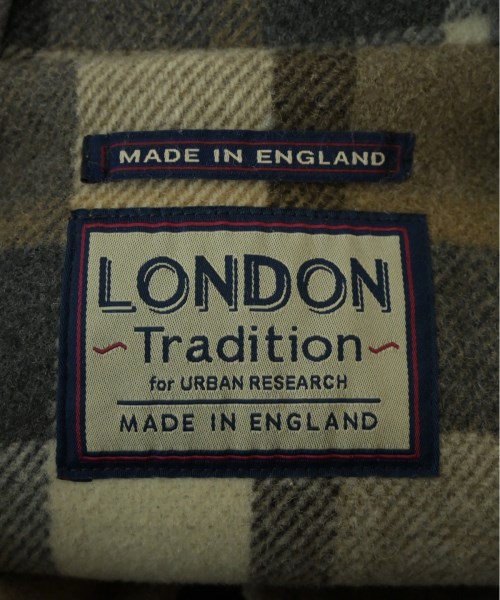 MADE IN ENGLAND
LONDON
~Tradition~
for URBAN RESEARCH
MADE IN ENGLAND